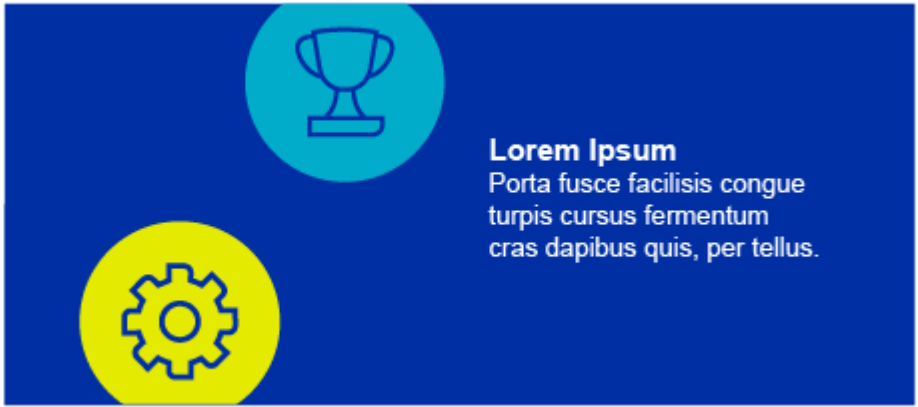 Lorem Ipsum
Porta fusce facilisis congue
turpis cursus fermentum
cras dapibus quis, per tellus.